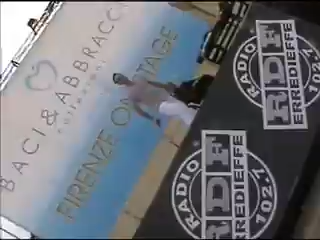 BACI & ABBRACCI
FIRENZE ON STAGE
RADIO
RDF
ERREDIEFFE
102.7
RADIO
RDF
ERREDIEFFE
102.7